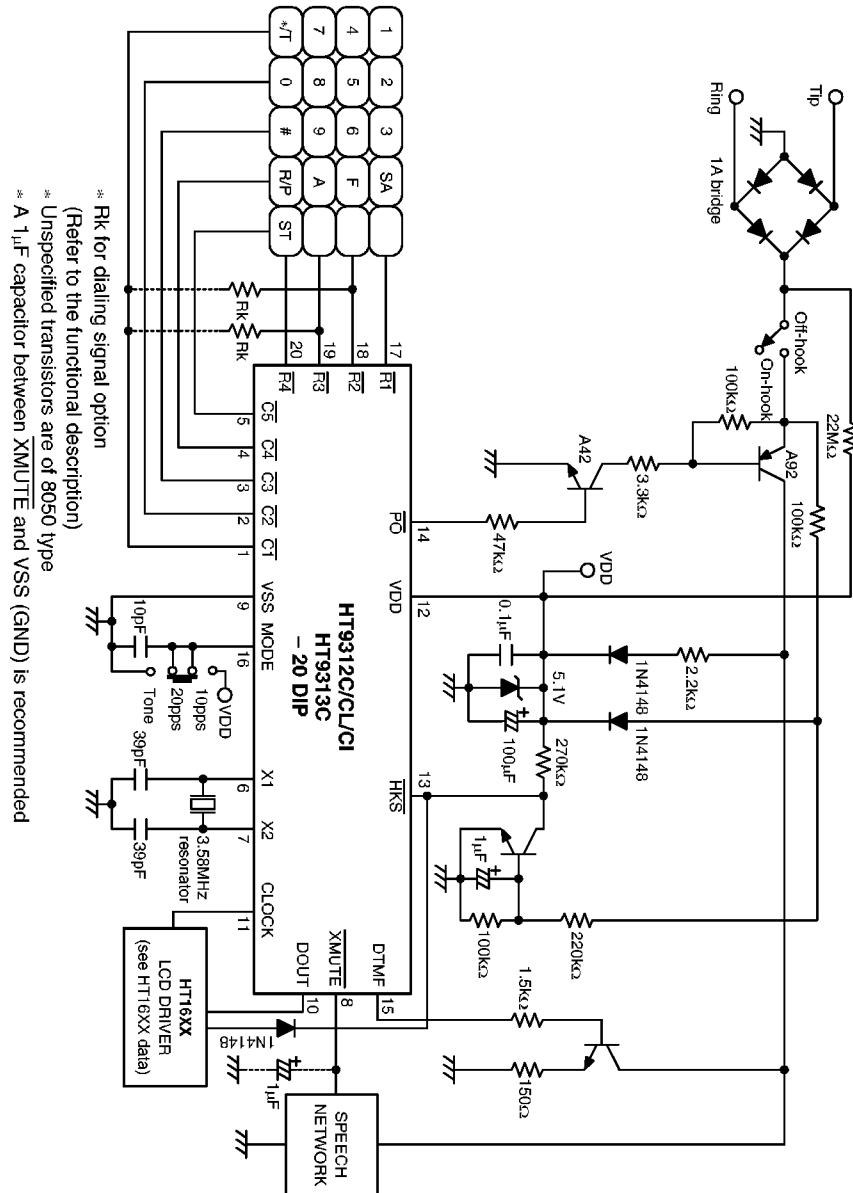 Tip
Ring
1A bridge
Off-hook
On-hook
22MΩ
100kΩ
A92
100kΩ
3.3kΩ
A42
47kΩ
VDD
2.2kΩ
1N4148
1N4148
0.1μF
5.1V
100μF
270kΩ
1μF
100kΩ
220kΩ
1.5kΩ
150Ω
1 2 3 SA
4 5 6 F
7 8 9 A
*/T 0 # R/P ST
Rk
Rk
17 18 19 20
R1 R2 R3 R4
14 12 13 15
PO VDD HKS DTMF
HT9312C/CL/CI
HT9313C
– 20 DIP
C5 C4 C3 C2 C1 VSS MODE X1 X2 CLOCK DOUT XMUTE
5 4 3 2 1 9 16 6 7 11 10 8
10pF
VDD
10pps
20pps
Tone
39pF
39pF
3.58MHz
resonator
HT16XX
LCD DRIVER
(see HT16XX data)
1N4148
1μF
SPEECH
NETWORK
* Rk for dialing signal option
(Refer to the functional description)
* Unspecified transistors are of 8050 type
* A 1μF capacitor between XMUTE and VSS (GND) is recommended